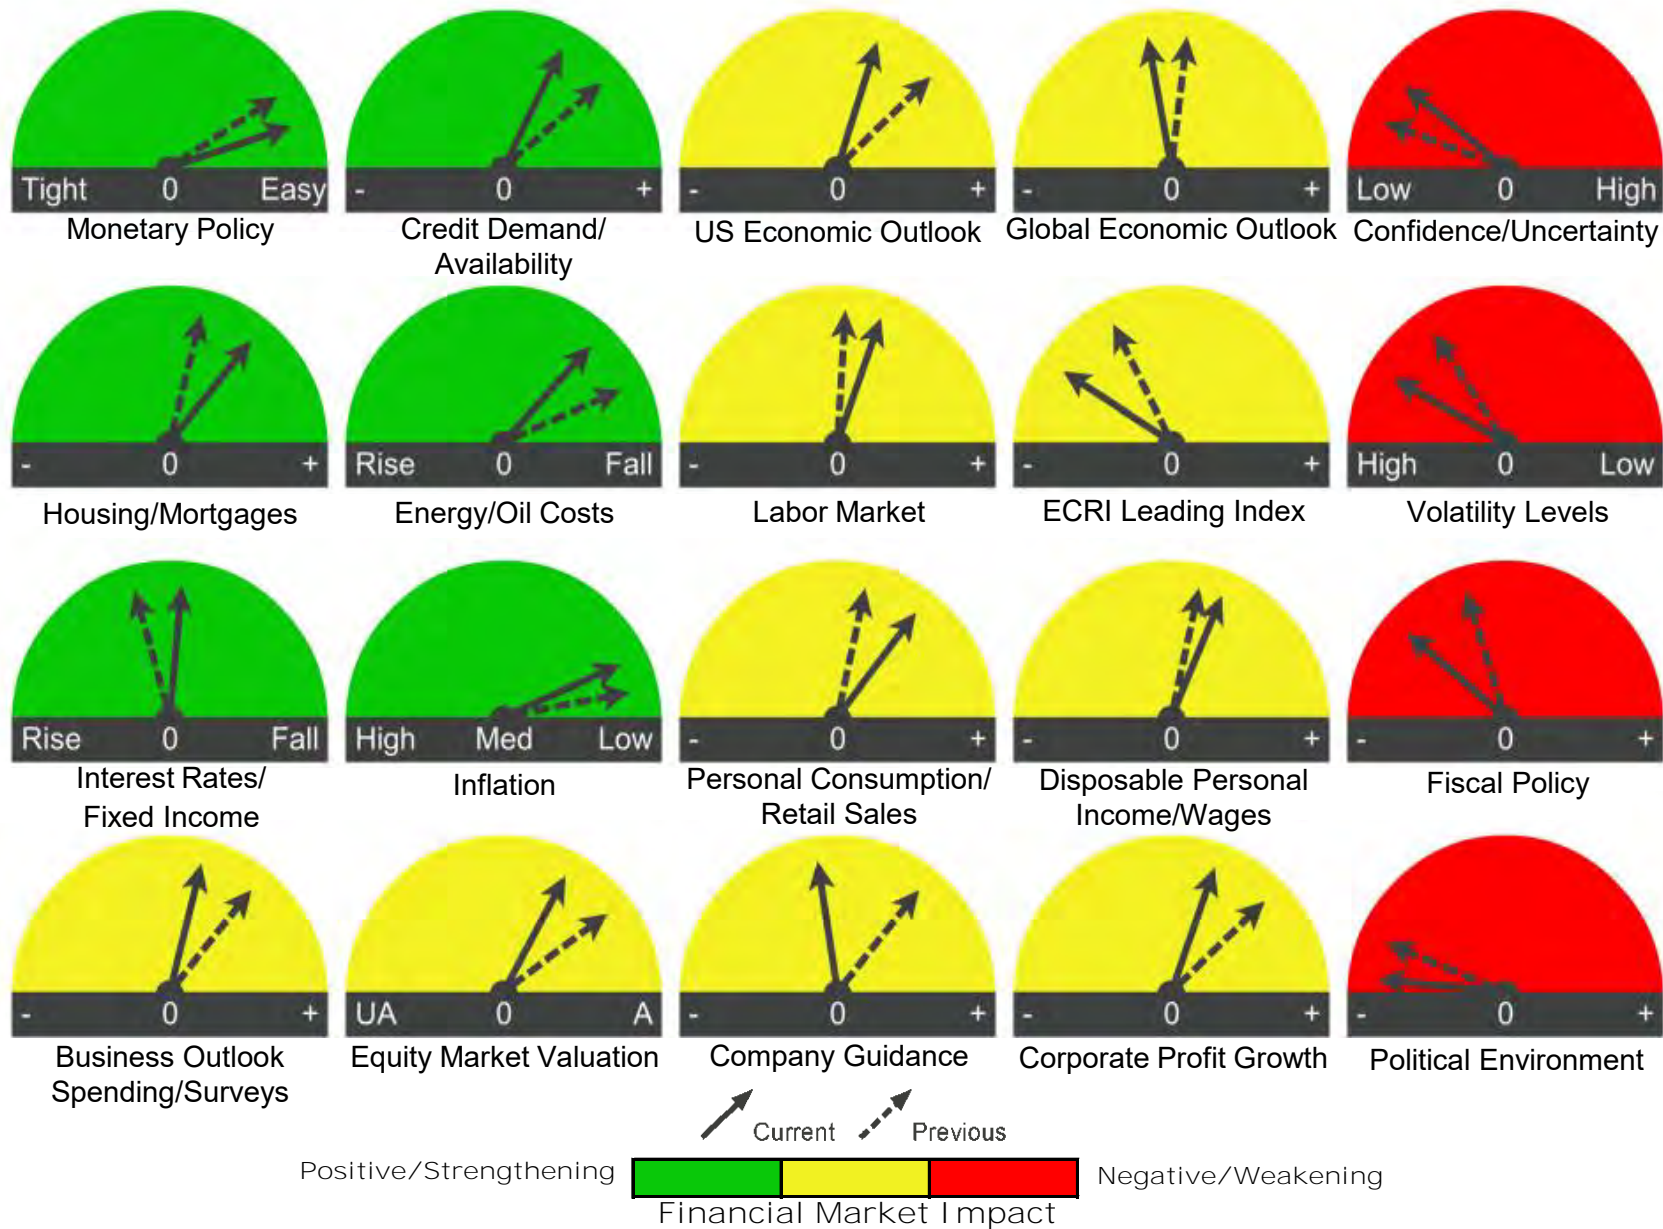 Tight 0 Easy
- 0 +
- 0 +
- 0 +
Low 0 High
Monetary Policy
Credit Demand/
Availability
US Economic Outlook
Global Economic Outlook
Confidence/Uncertainty
- 0 +
Rise 0 Fall
- 0 +
- 0 +
High 0 Low
Housing/Mortgages
Energy/Oil Costs
Labor Market
ECRI Leading Index
Volatility Levels
Rise 0 Fall
High Med Low
- 0 +
- 0 +
- 0 +
Interest Rates/
Fixed Income
Inflation
Personal Consumption/
Retail Sales
Disposable Personal
Income/Wages
Fiscal Policy
- 0 +
UA 0 A
- 0 +
- 0 +
- 0 +
Business Outlook
Spending/Surveys
Equity Market Valuation
Company Guidance
Corporate Profit Growth
Political Environment
Current Previous
Positive/Strengthening Negative/Weakening
Financial Market Impact